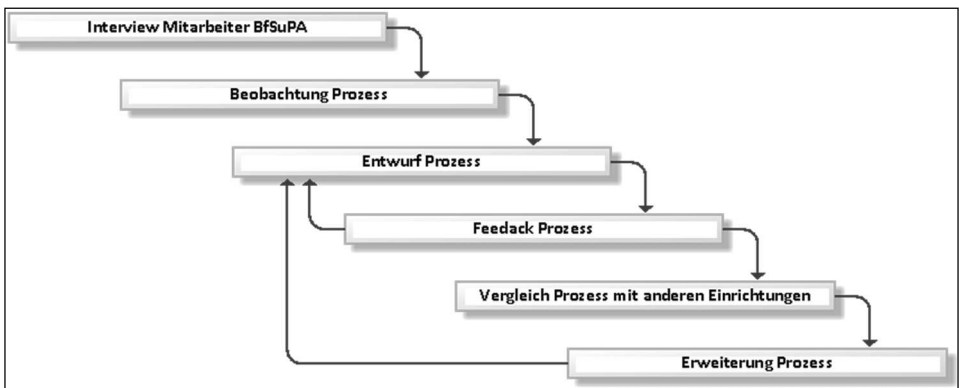 Interview Mitarbeiter BfSuPA
Beobachtung Prozess
Entwurf Prozess
Feedack Prozess
Vergleich Prozess mit anderen Einrichtungen
Erweiterung Prozess